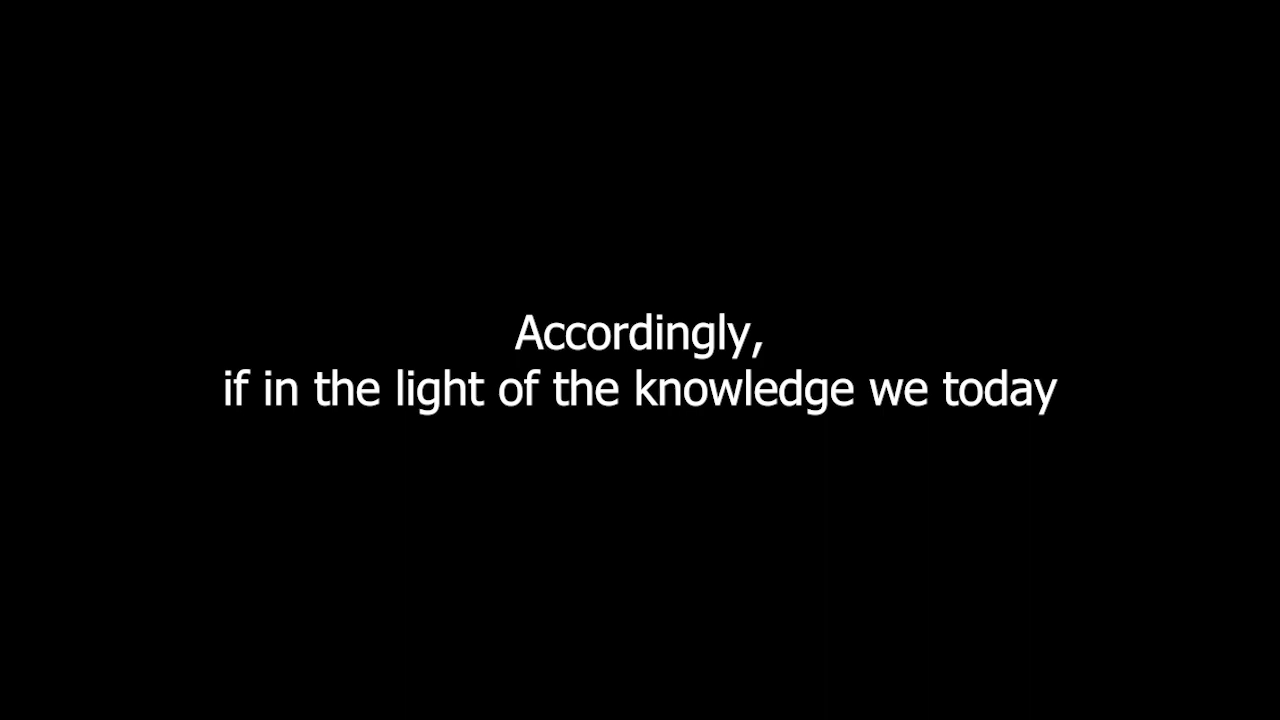 Accordingly,
if in the light of the knowledge we today